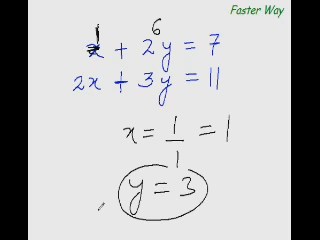 Faster Way
1 6
x + 2y = 7
2x + 3y = 11
x = 1/1 = 1
y = 3